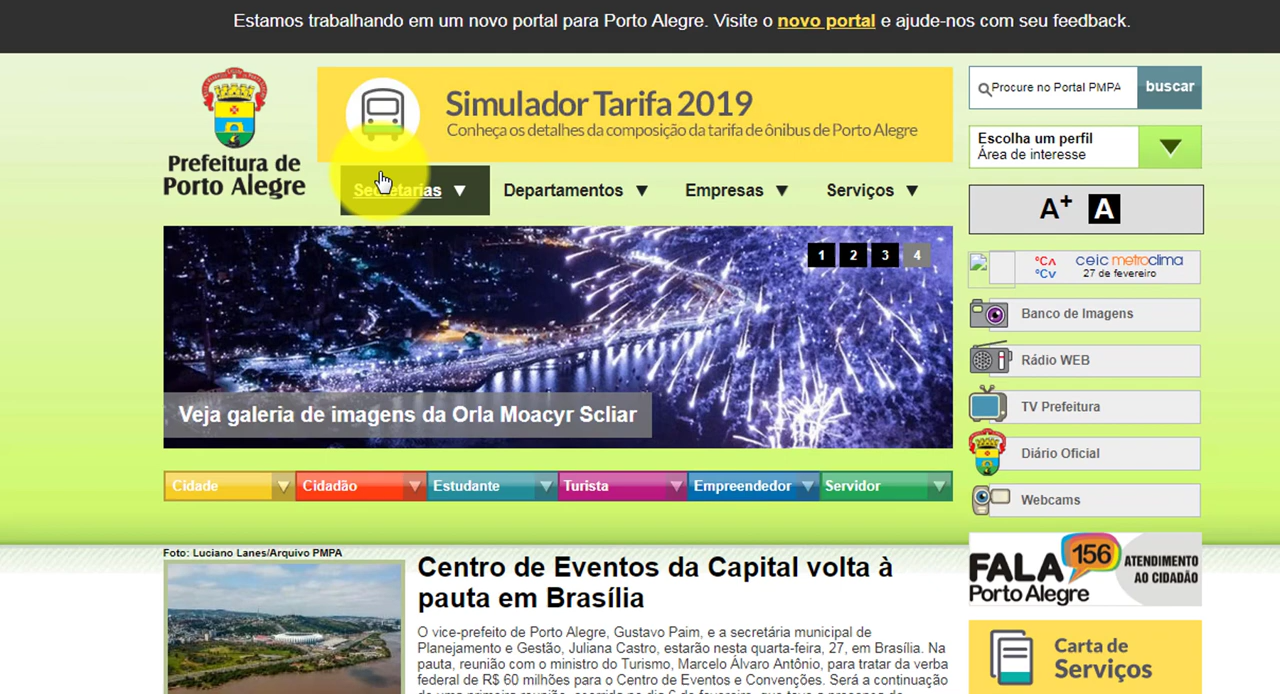 Estamos trabalhando em um novo portal para Porto Alegre. Visite o novo portal e ajude-nos com seu feedback.
Prefeitura de
Porto Alegre
Simulador Tarifa 2019
Conheça os detalhes da composição da tarifa de ônibus de Porto Alegre
Procure no Portal PMPA
buscar
Escolha um perfil
Área de interesse
Secretarias ▼ Departamentos ▼ Empresas ▼ Serviços ▼
A+ A
1 2 3 4
Veja galeria de imagens da Orla Moacyr Scliar
°C˄ ceic metroclima
°C˅ 27 de fevereiro
Banco de Imagens
Rádio WEB
TV Prefeitura
Diário Oficial
Webcams
Cidade Cidadão Estudante Turista Empreendedor Servidor
FALA 156
Porto Alegre
ATENDIMENTO
AO CIDADÃO
Carta de
Serviços
Foto: Luciano Lanes/Arquivo PMPA
Centro de Eventos da Capital volta à
pauta em Brasília
O vice-prefeito de Porto Alegre, Gustavo Paim, e a secretária municipal de
Planejamento e Gestão, Juliana Castro, estarão nesta quarta-feira, 27, em Brasília. Na
pauta, reunião com o ministro do Turismo, Marcelo Álvaro Antônio, para tratar da verba
federal de R$ 60 milhões para o Centro de Eventos e Convenções. Será a continuação